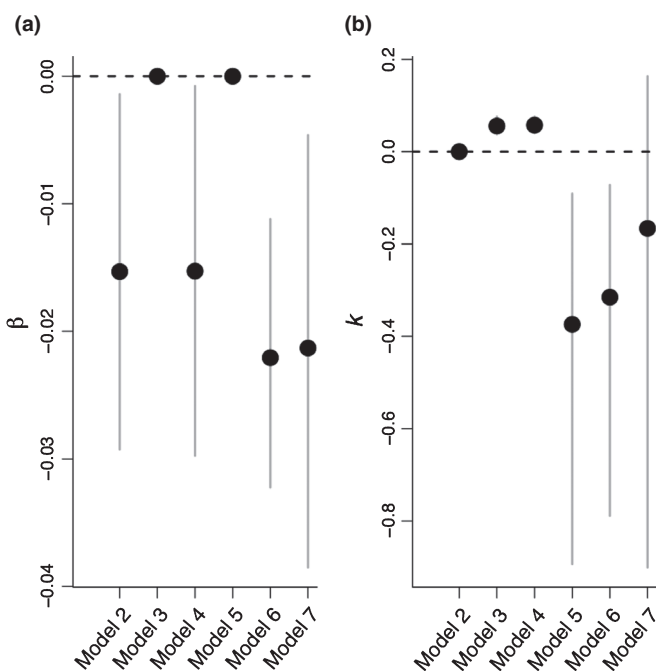 (a)
0.00
−0.01
−0.02
−0.03
−0.04
β
Model 2
Model 3
Model 4
Model 5
Model 6
Model 7
(b)
0.2
0.0
−0.2
−0.4
−0.6
−0.8
k
Model 2
Model 3
Model 4
Model 5
Model 6
Model 7